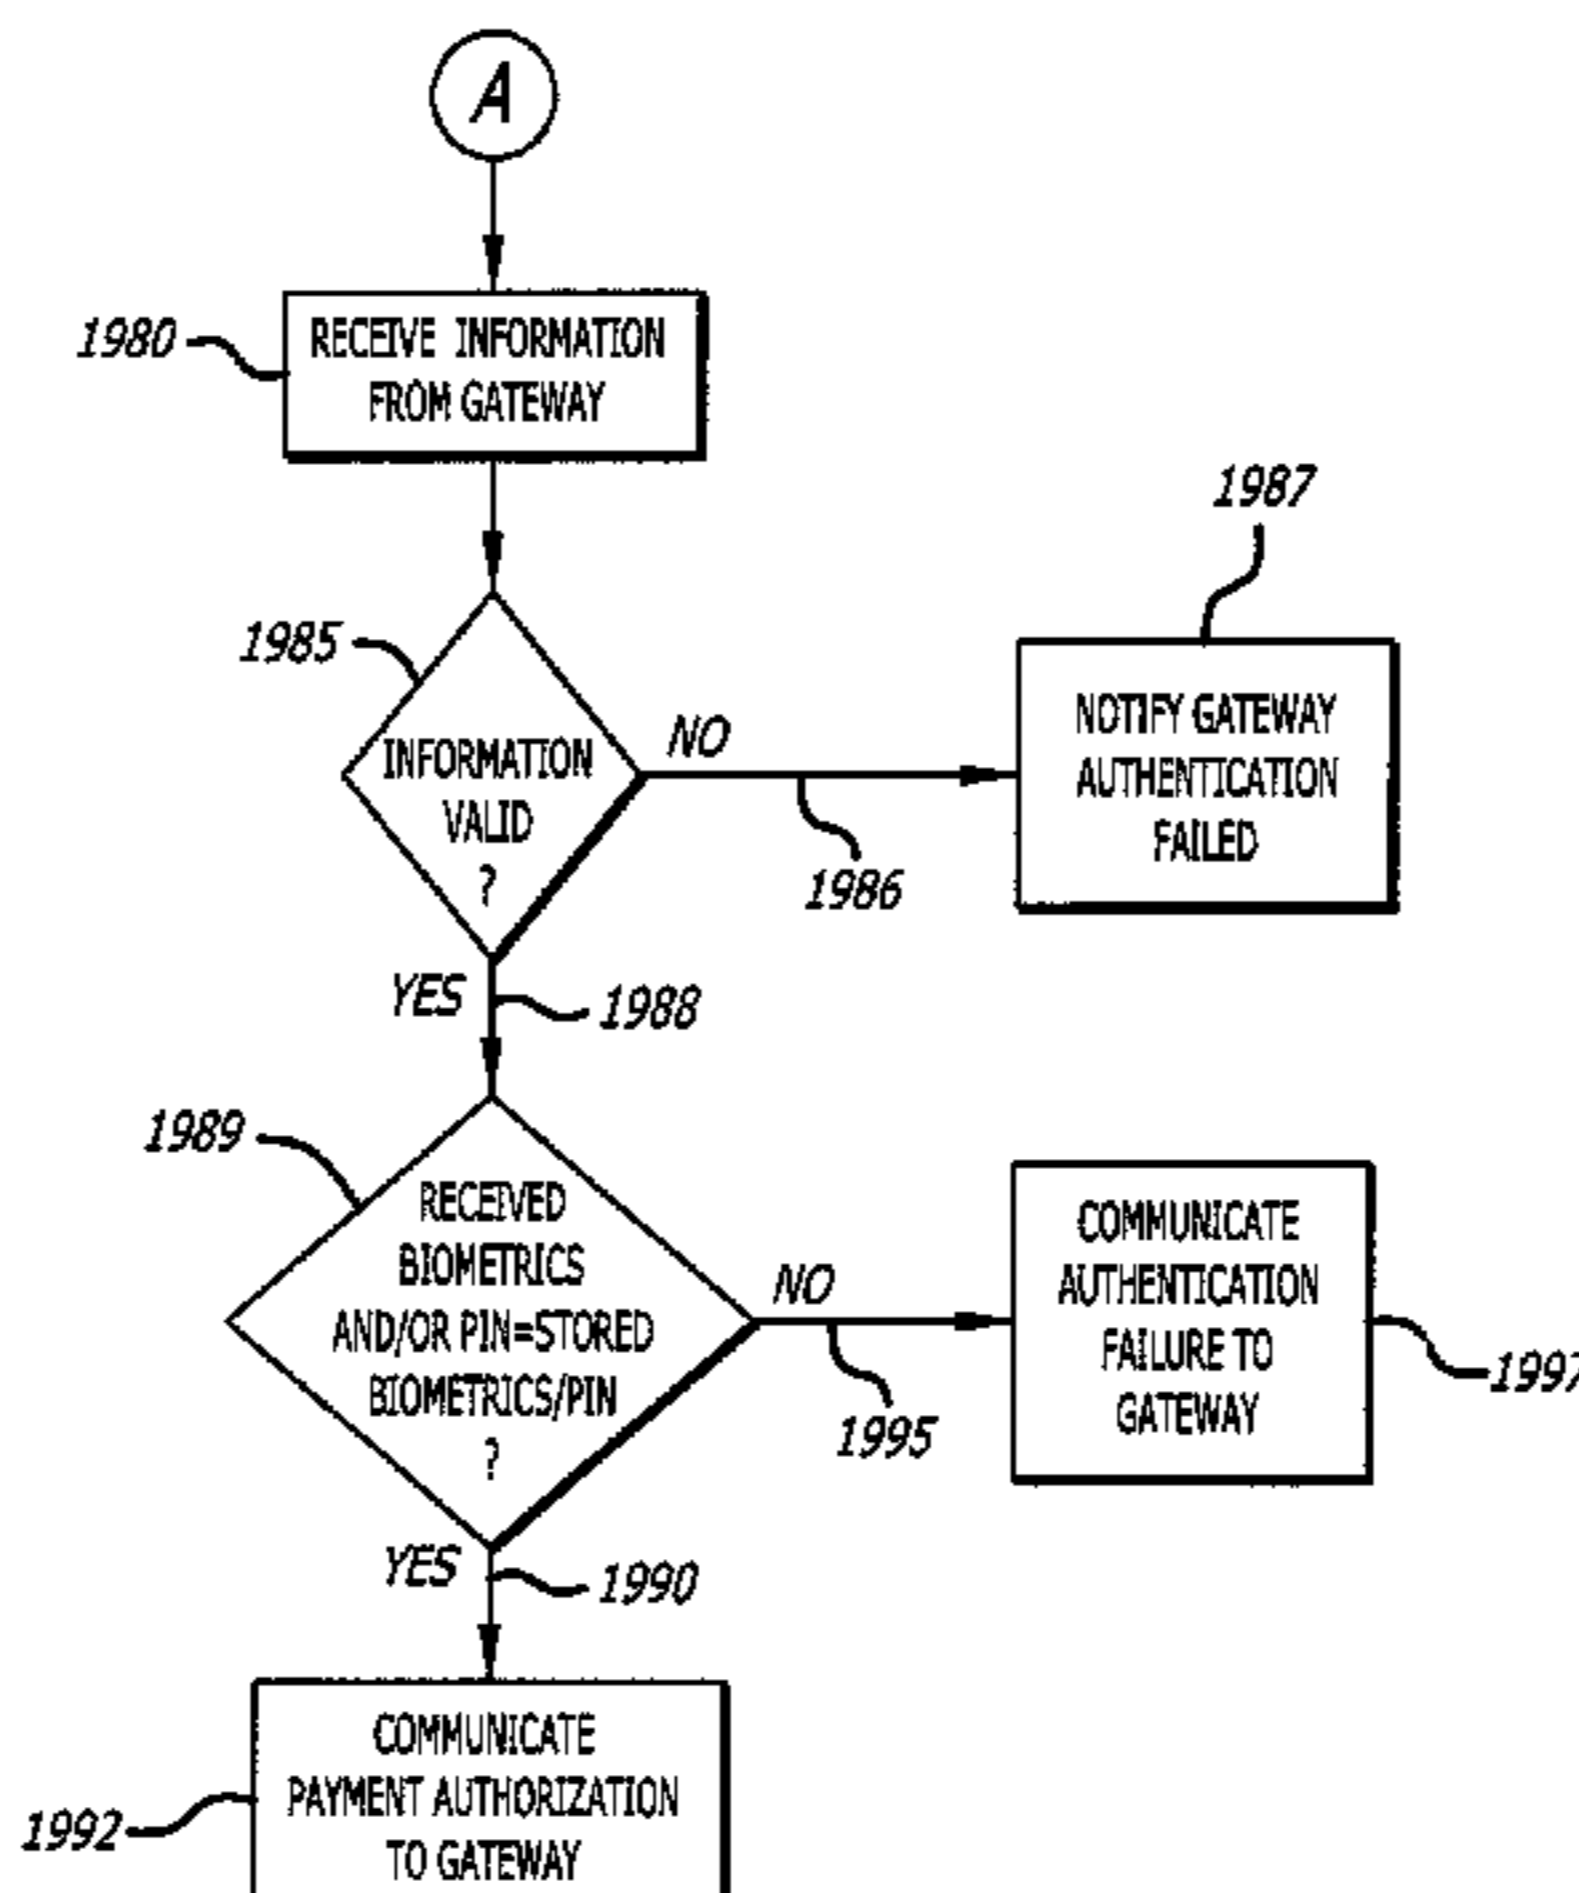 A
1980
RECEIVE INFORMATION
FROM GATEWAY
1987
1985
INFORMATION
VALID
?
NO
1986
NOTIFY GATEWAY
AUTHENTICATION
FAILED
YES
1988
1989
RECEIVED
BIOMETRICS
AND/OR PIN=STORED
BIOMETRICS/PIN
?
NO
1995
COMMUNICATE
AUTHENTICATION
FAILURE TO
GATEWAY
1997
YES
1990
COMMUNICATE
PAYMENT AUTHORIZATION
TO GATEWAY
1992